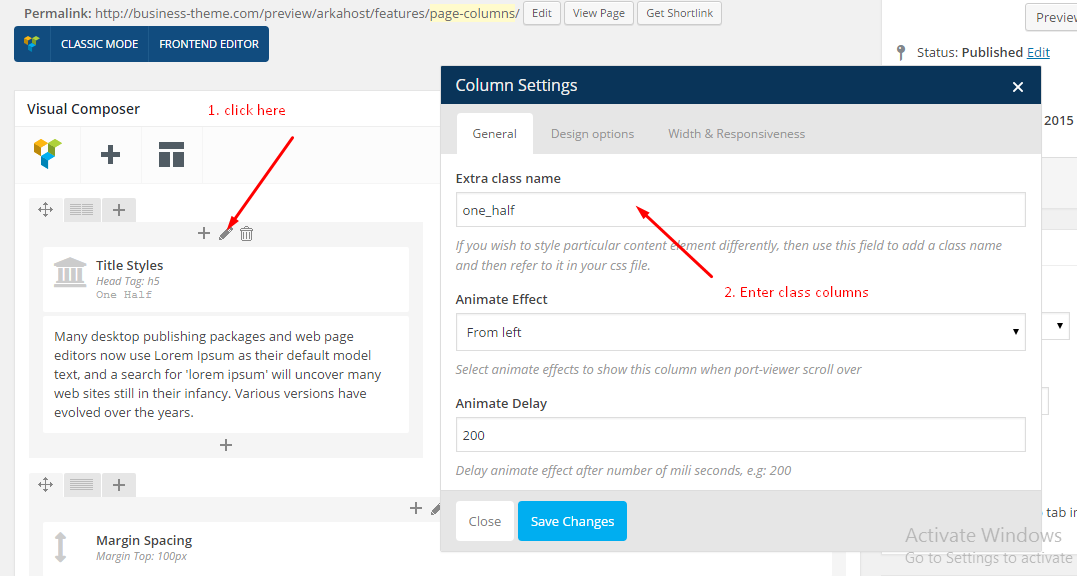 Permalink: http://business-theme.com/preview/arkahost/features/page-columns/ Edit View Page Get Shortlink
Preview
CLASSIC MODE FRONTEND EDITOR
Status: Published Edit
2015
Visual Composer
1. click here
Title Styles
Head Tag: h5
One Half
Many desktop publishing packages and web page
editors now use Lorem Ipsum as their default model
text, and a search for 'lorem ipsum' will uncover many
web sites still in their infancy. Various versions have
evolved over the years.
Margin Spacing
Margin Top: 100px
Column Settings
General Design options Width & Responsiveness
Extra class name
one_half
If you wish to style particular content element differently, then use this field to add a class name
and then refer to it in your css file.
2. Enter class columns
Animate Effect
From left
Select animate effects to show this column when port-viewer scroll over
Animate Delay
200
Delay animate effect after number of mili seconds, e.g: 200
Close Save Changes
tab in
Activate Windows
Go to Settings to activate